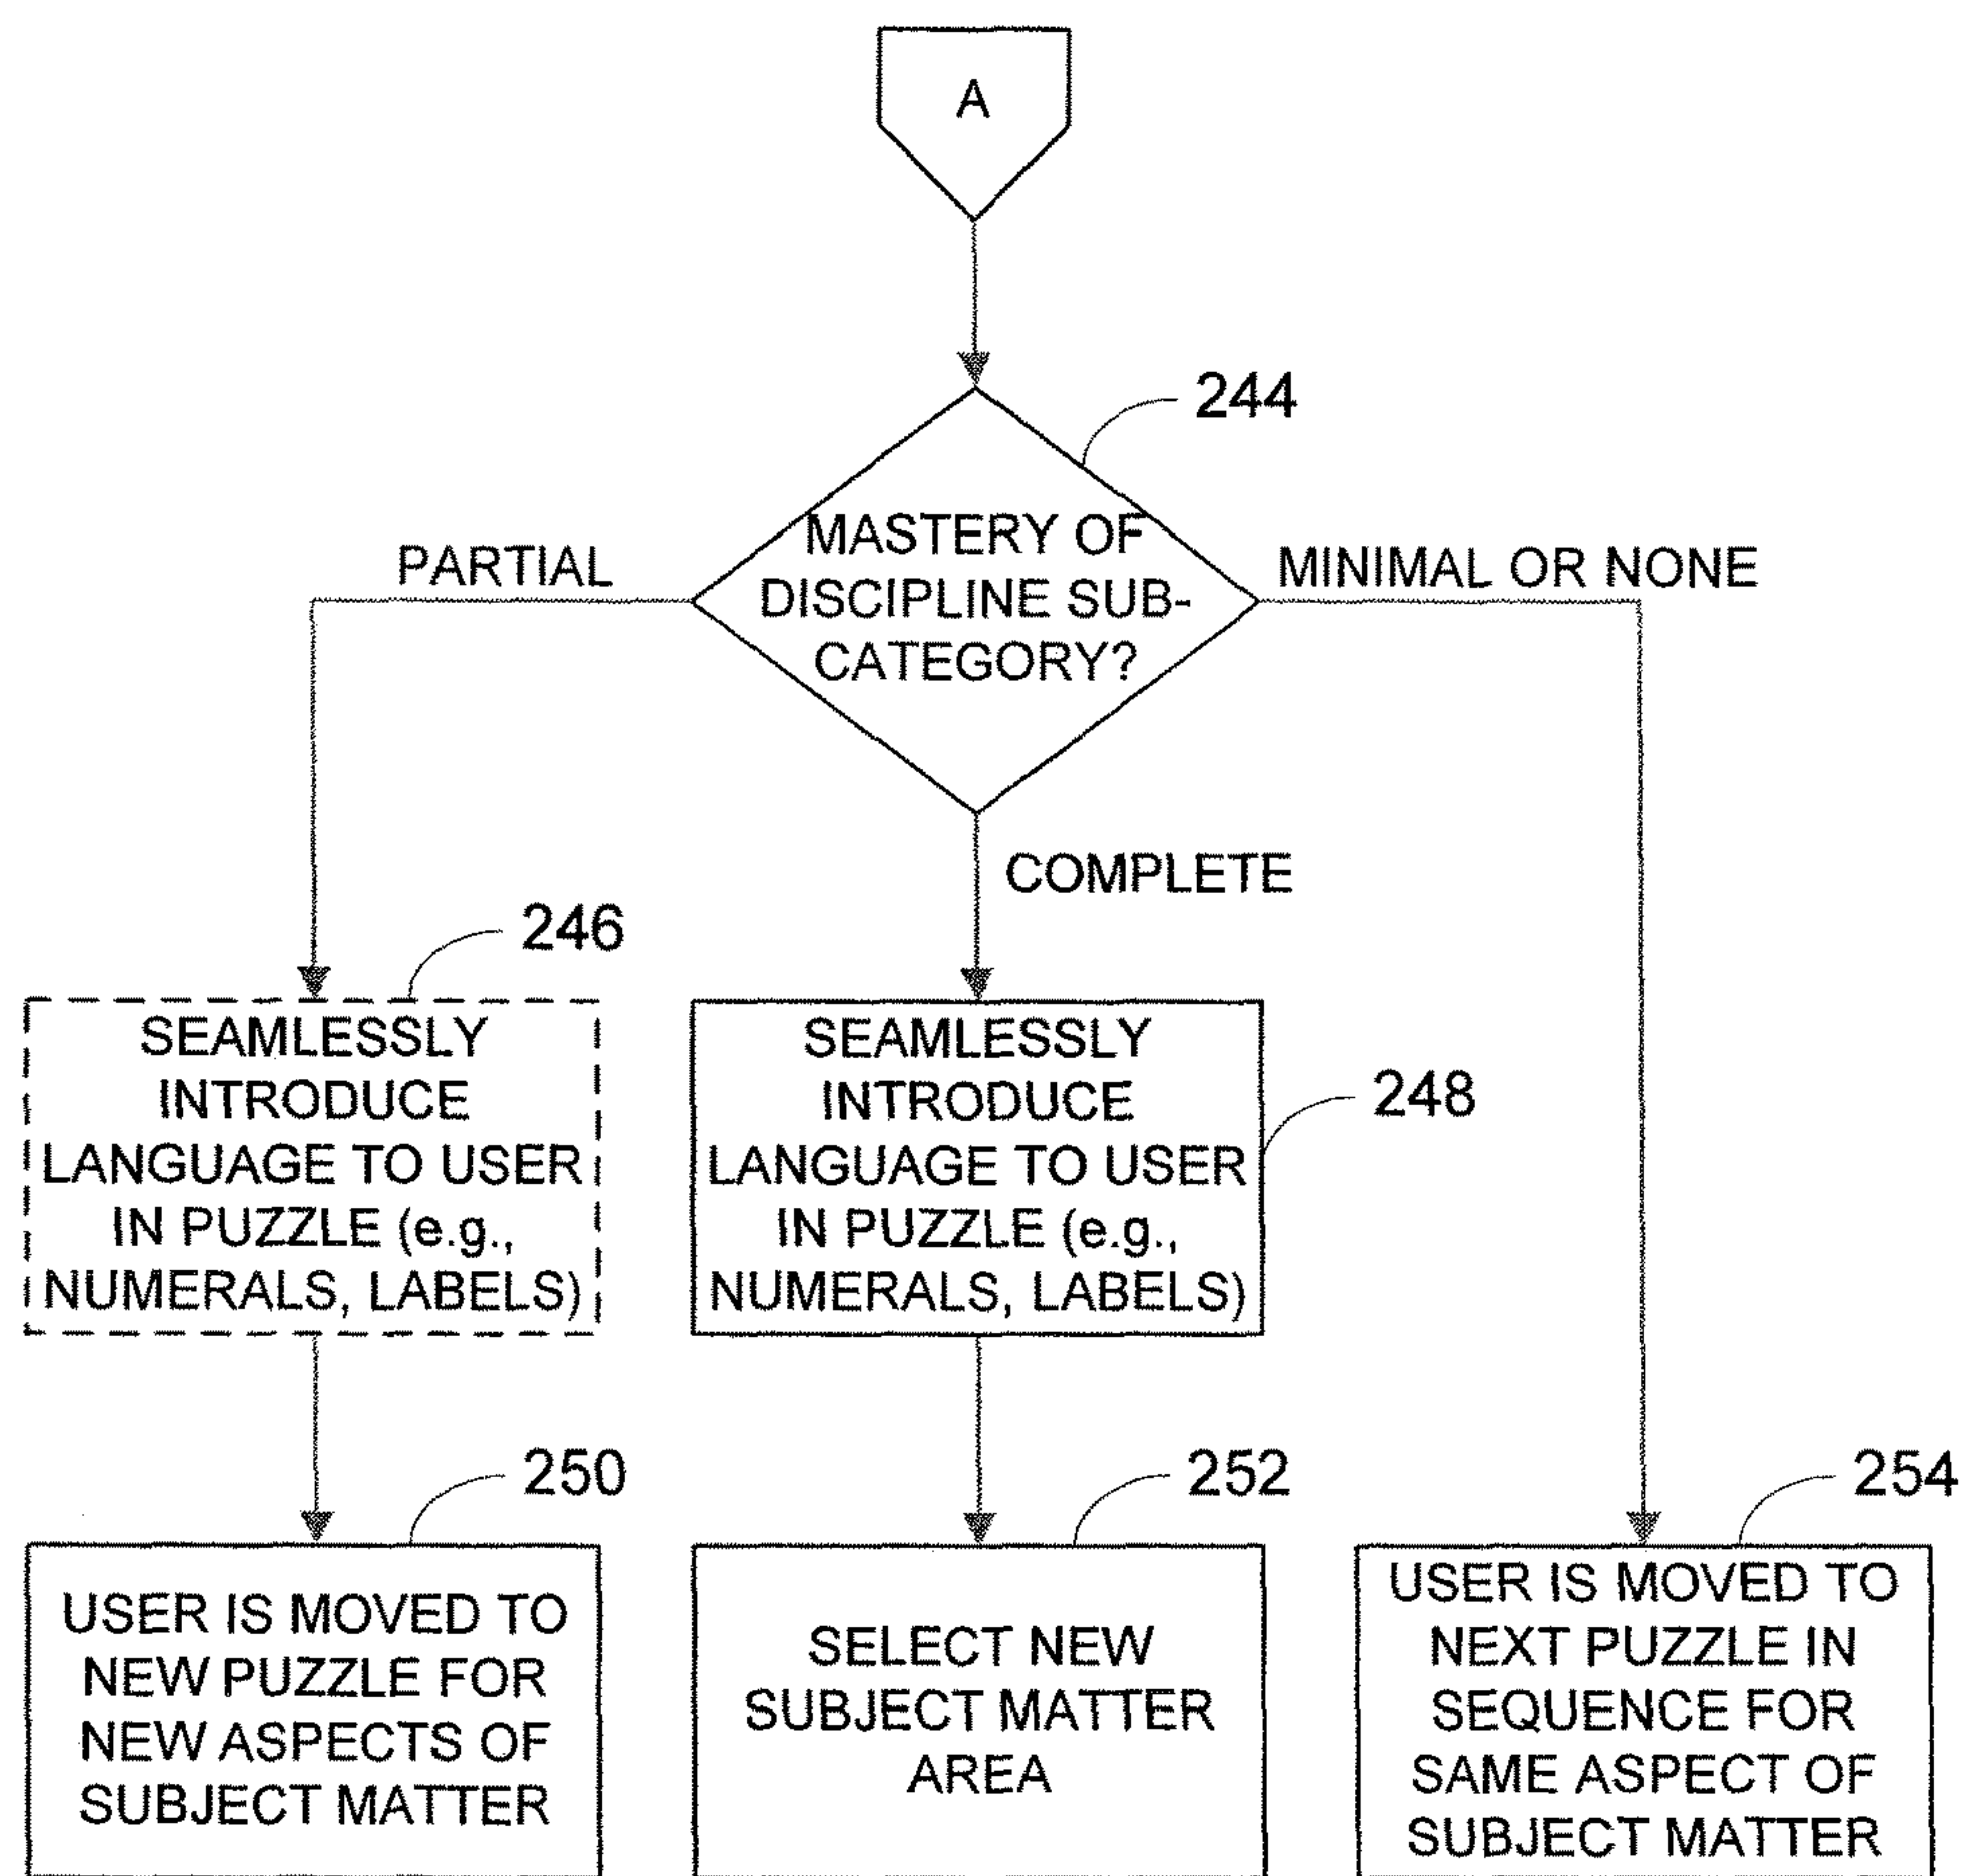 A
244
MASTERY OF
DISCIPLINE SUB-
CATEGORY?
PARTIAL
MINIMAL OR NONE
COMPLETE
246
SEAMLESSLY
INTRODUCE
LANGUAGE TO USER
IN PUZZLE (e.g.,
NUMERALS, LABELS)
248
SEAMLESSLY
INTRODUCE
LANGUAGE TO USER
IN PUZZLE (e.g.,
NUMERALS, LABELS)
250
USER IS MOVED TO
NEW PUZZLE FOR
NEW ASPECTS OF
SUBJECT MATTER
252
SELECT NEW
SUBJECT MATTER
AREA
254
USER IS MOVED TO
NEXT PUZZLE IN
SEQUENCE FOR
SAME ASPECT OF
SUBJECT MATTER